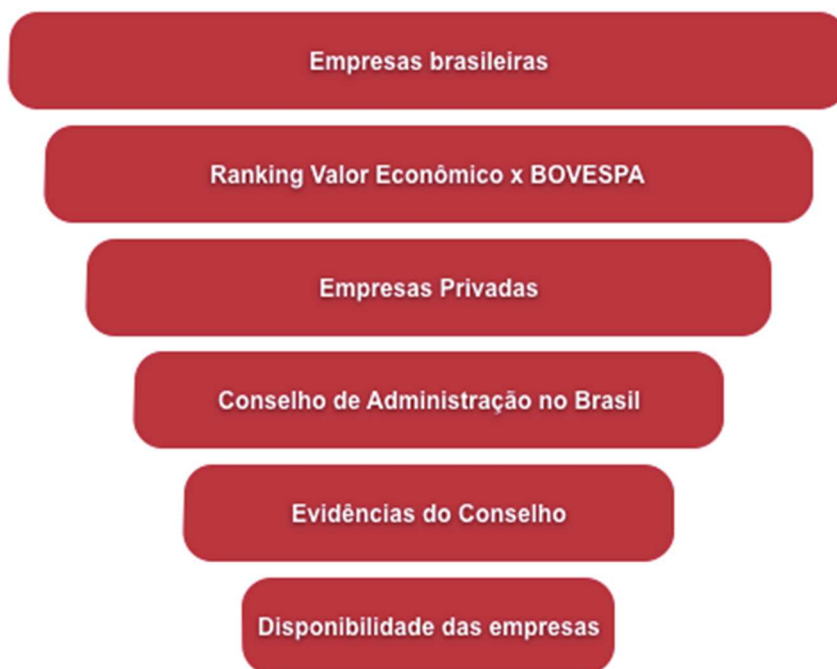 Empresas brasileiras
Ranking Valor Econômico x BOVESPA
Empresas Privadas
Conselho de Administração no Brasil
Evidências do Conselho
Disponibilidade das empresas